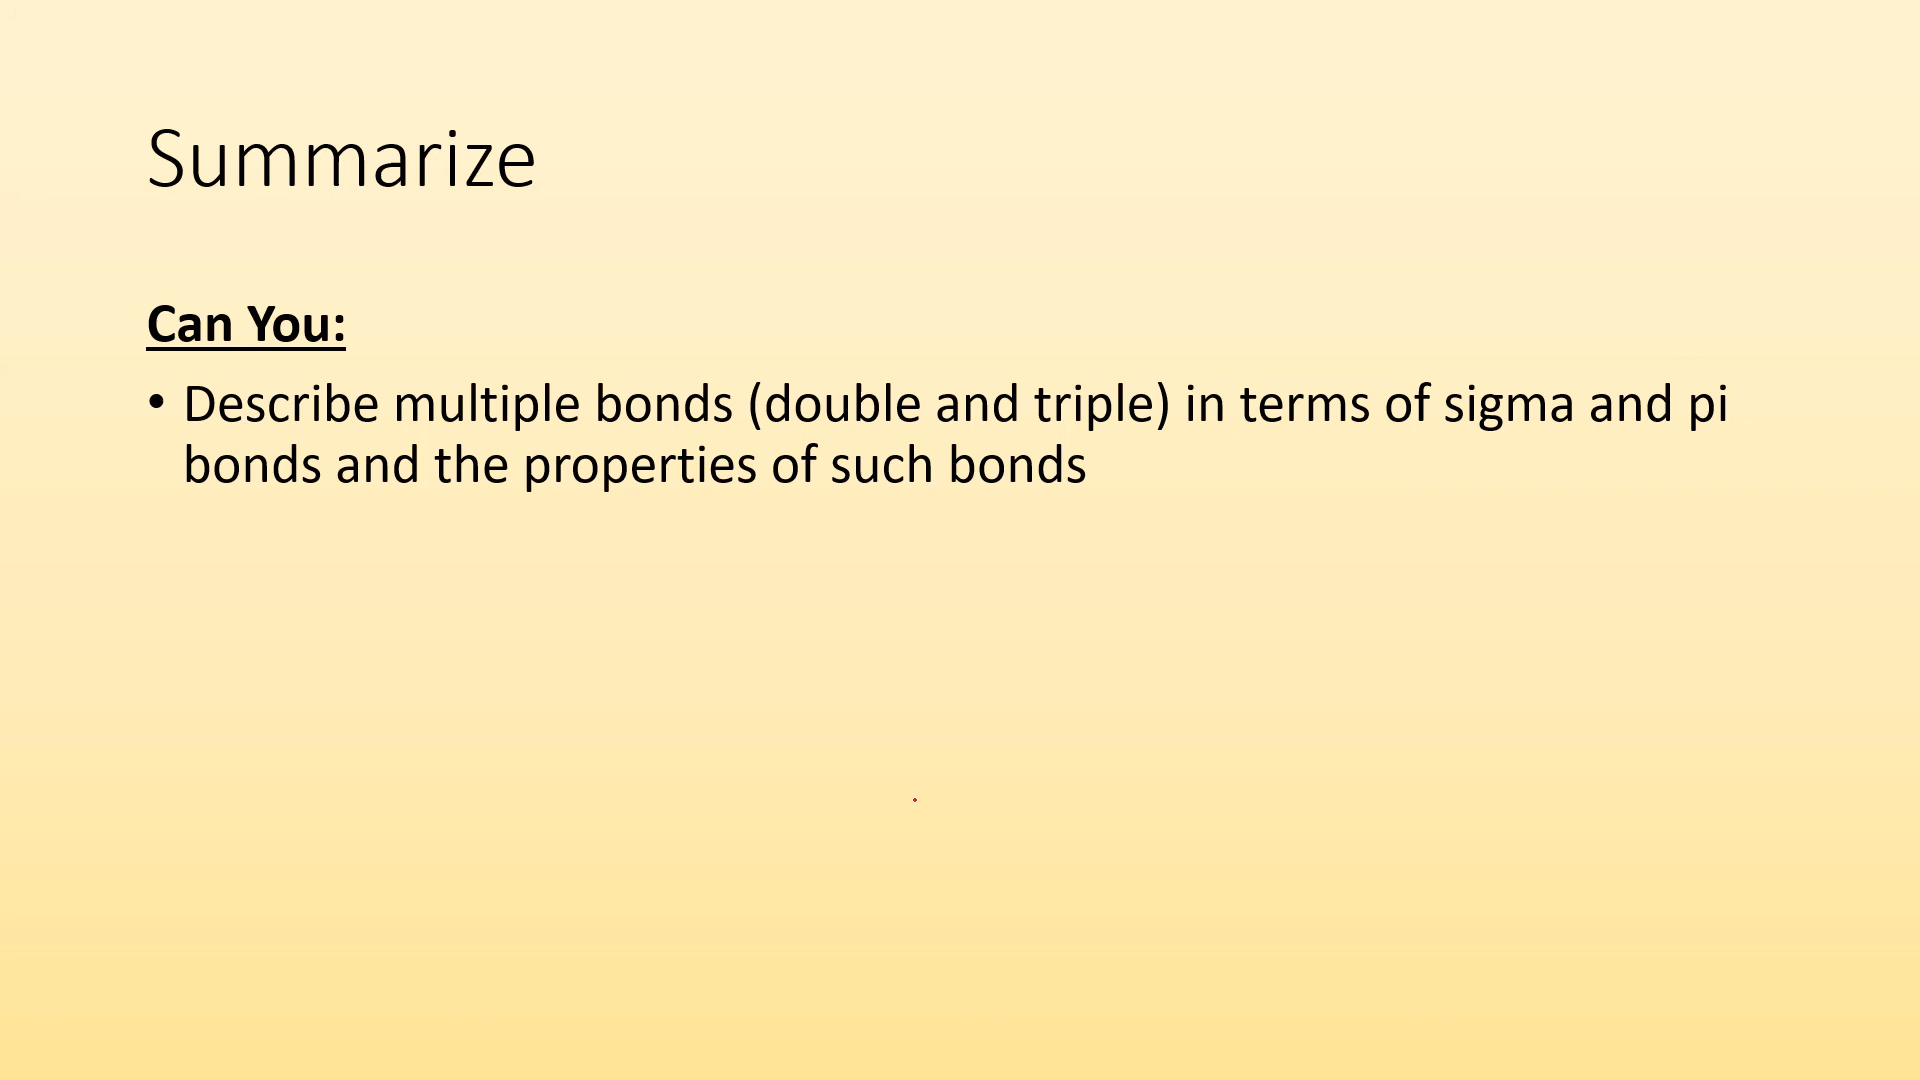 Summarize
Can You:
• Describe multiple bonds (double and triple) in terms of sigma and pi
bonds and the properties of such bonds